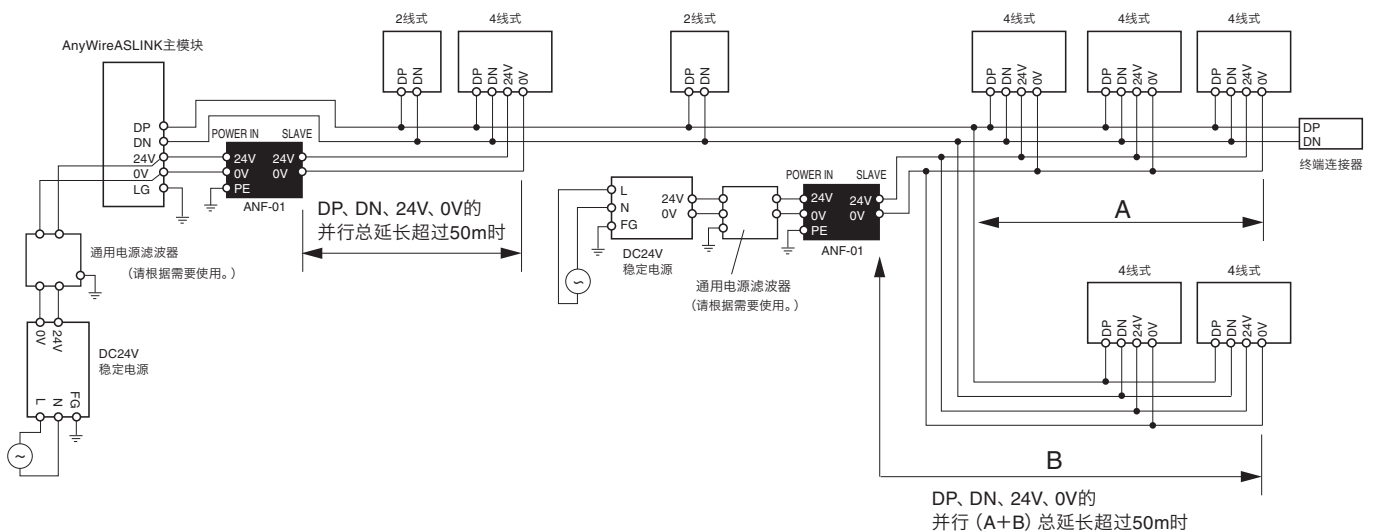 2线式
4线式
2线式
4线式
4线式
4线式
AnyWireASLINK主模块
DP
DN
DP
DN
24V
0V
DP
DN
DP
DN
24V
0V
DP
DN
24V
0V
DP
DN
24V
0V
DP
DN
24V
0V
LG
POWER IN
SLAVE
24V
0V
PE
24V
0V
ANF-01
DP
DN
终端连接器
DP、DN、24V、0V的
并行总延长超过50m时
L
N
FG
24V
0V
DC24V
稳定电源
POWER IN
SLAVE
24V
0V
PE
24V
0V
ANF-01
A
通用电源滤波器
（请根据需要使用。）
通用电源滤波器
（请根据需要使用。）
4线式
4线式
DP
DN
24V
0V
DP
DN
24V
0V
0V
24V
DC24V
稳定电源
L
N
FG
B
DP、DN、24V、0V的
并行（A+B）总延长超过50m时